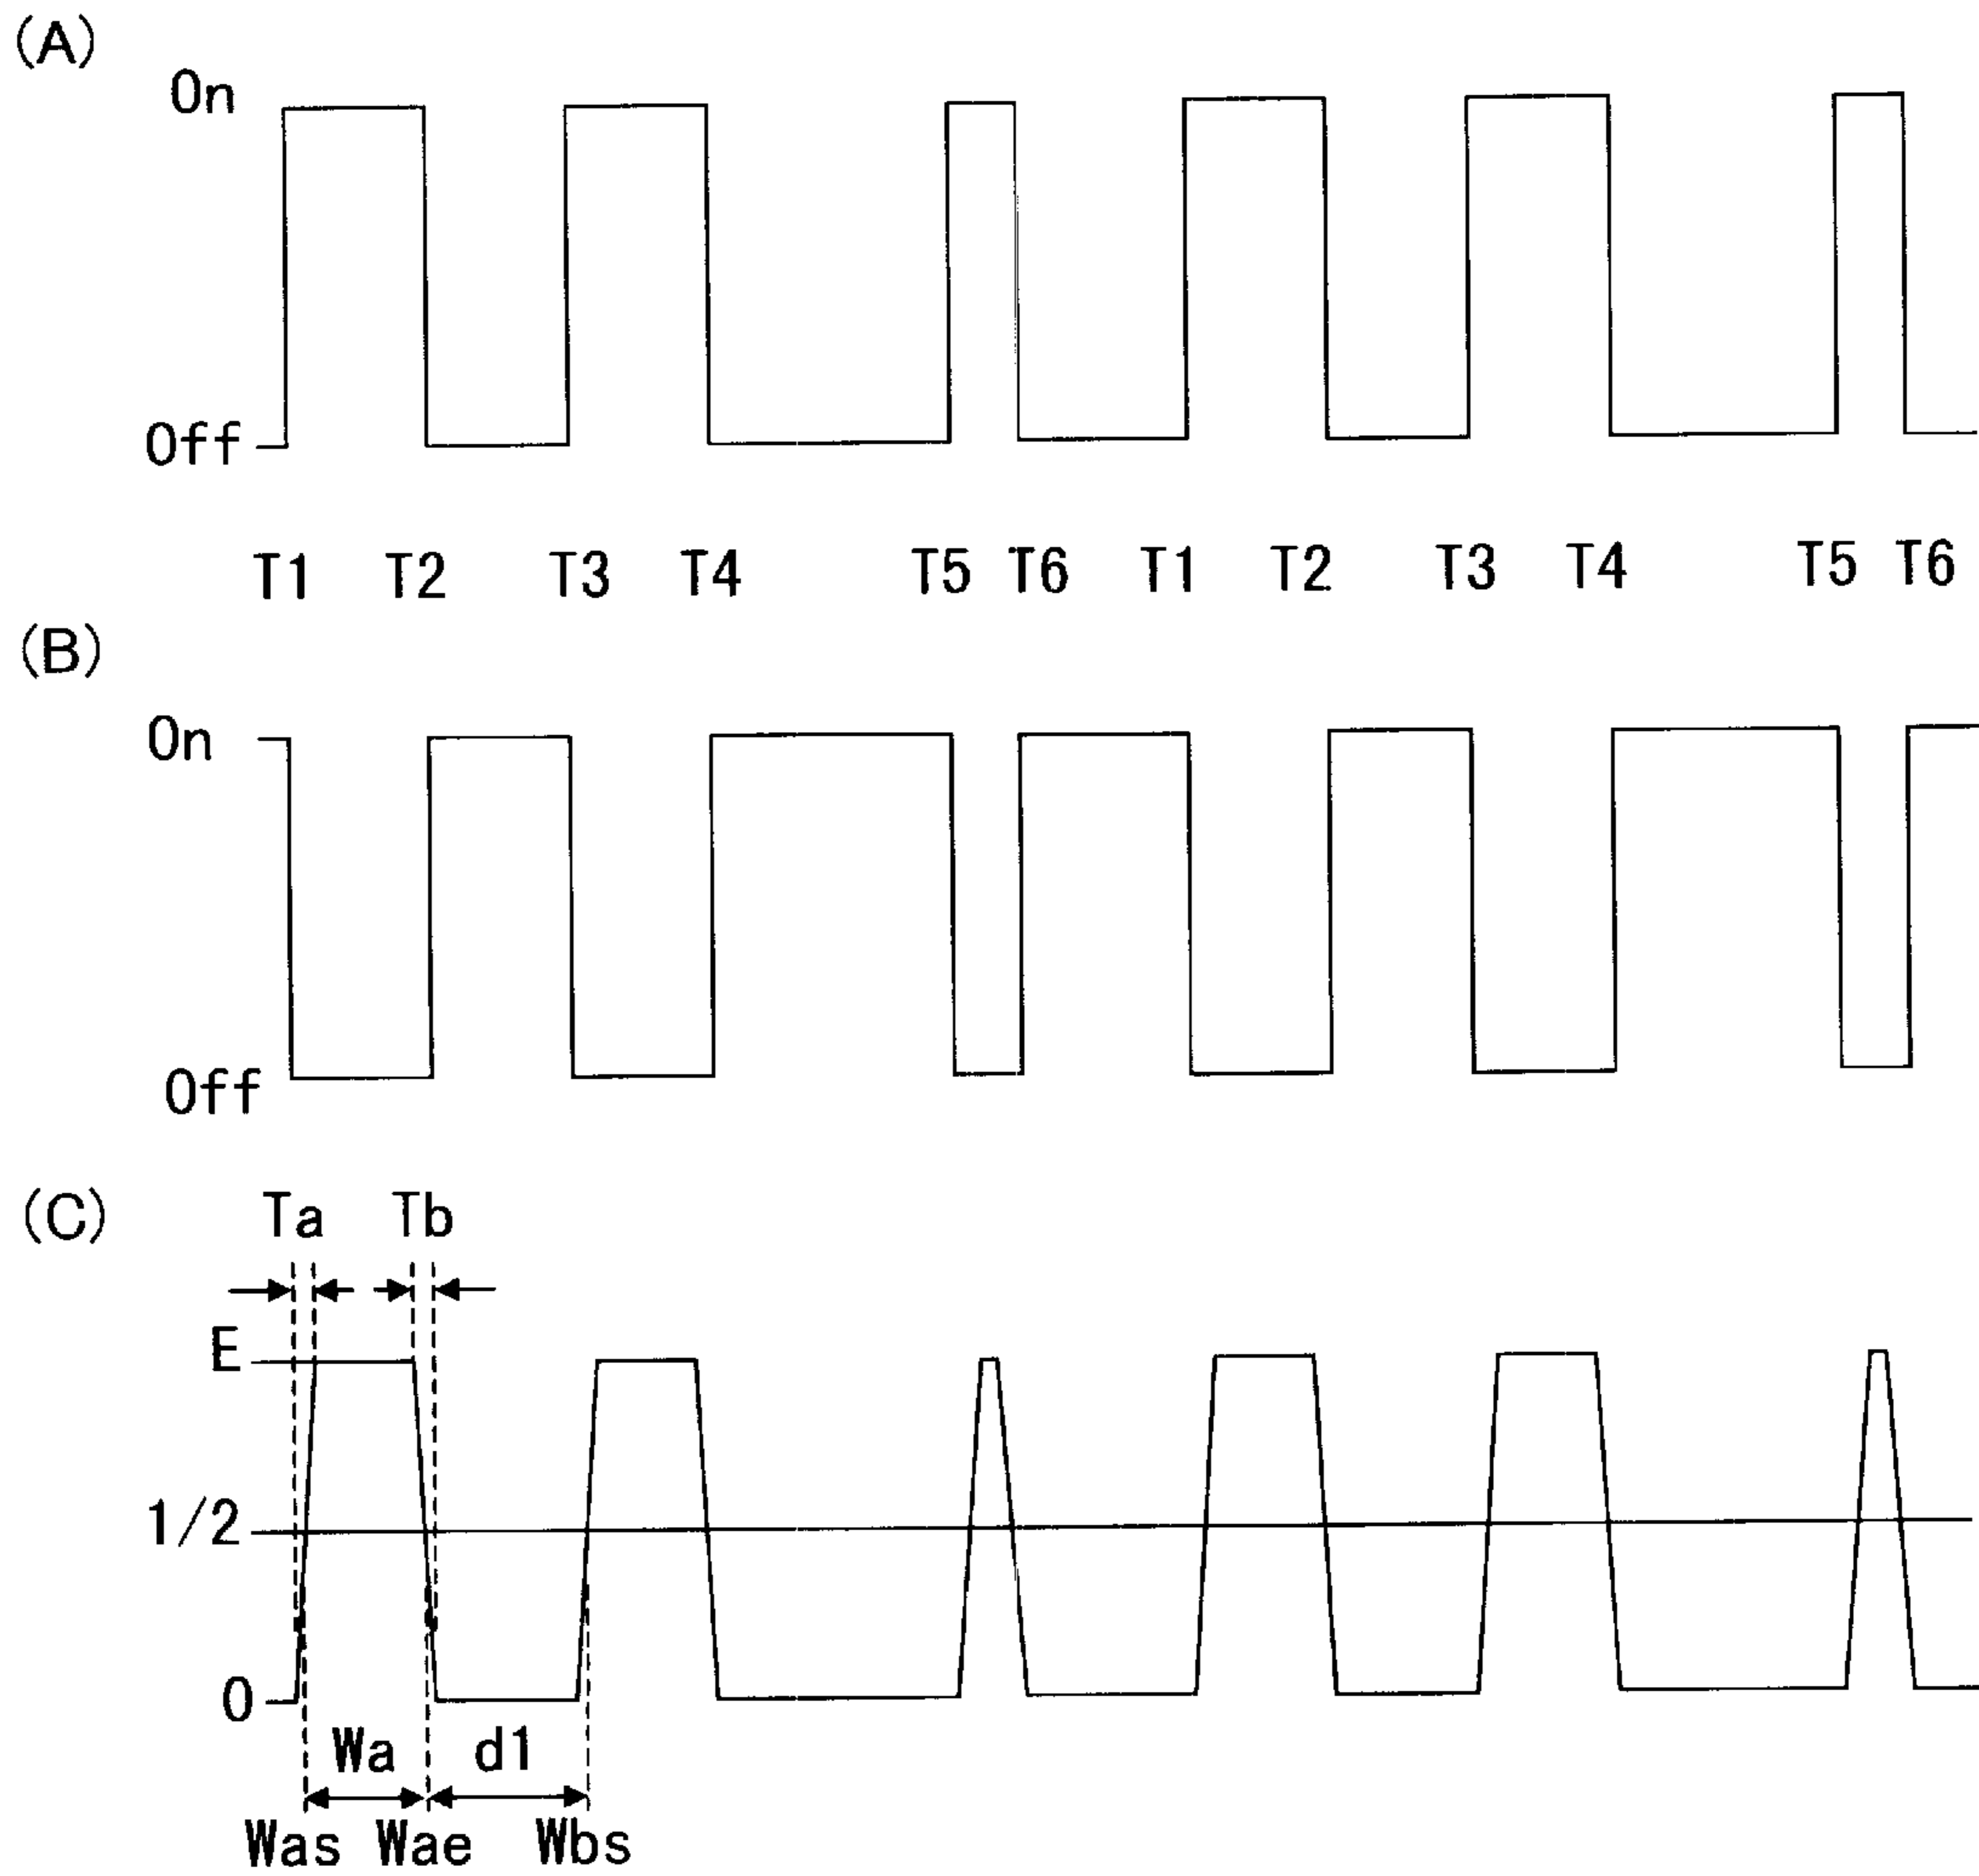 (A)
On
Off
T1 T2 T3 T4 T5 T6 T1 T2 T3 T4 T5 T6
(B)
On
Off
(C)
Ta Tb
E
1/2
0
Wa d1
Was Wae Wbs